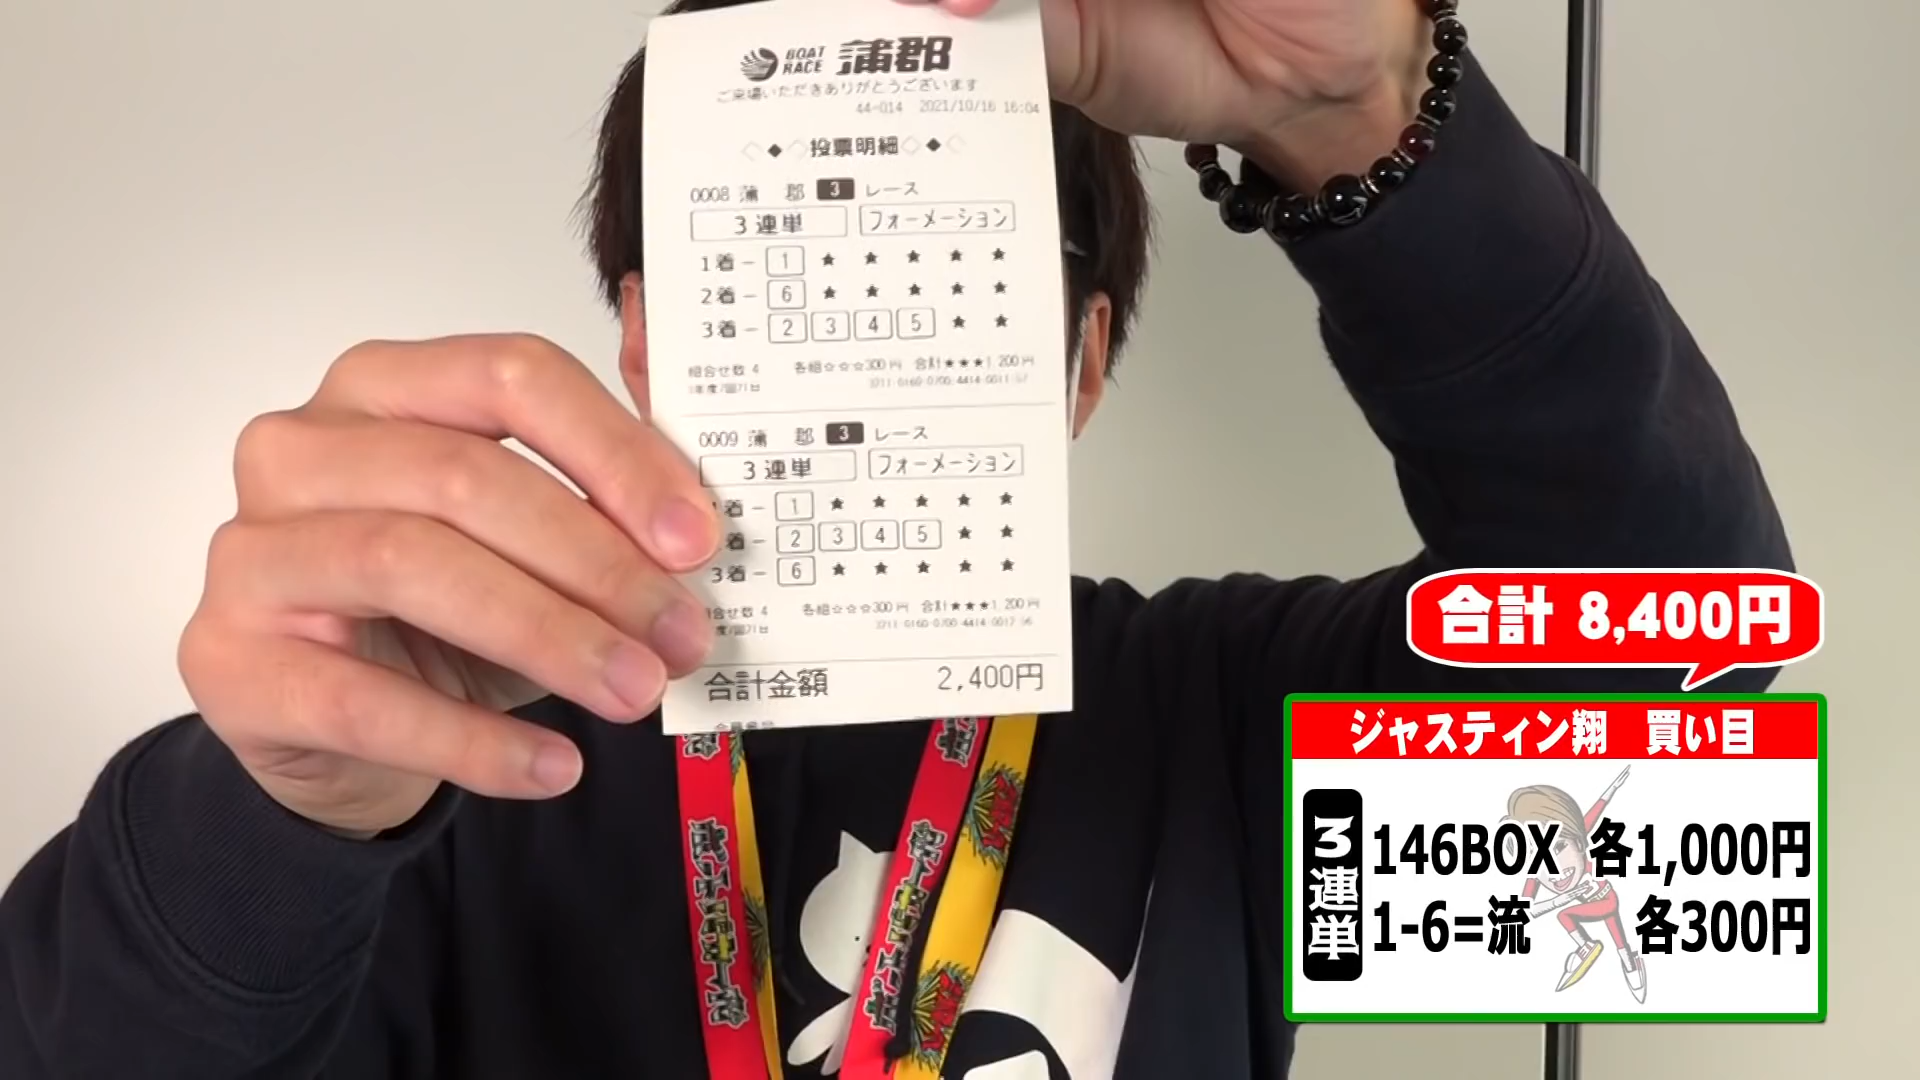 BOAT RACE 蒲郡
ご来場いただきありがとうございます
44-014 2021/10/16 16:04
◇◆◇投票明細◇◆◇
0008 蒲 郡 3 レース
3連単 フォーメーション
1着 - 1 ★ ★ ★ ★ ★
2着 - 6 ★ ★ ★ ★ ★
3着 - 2 3 4 5 ★ ★
組合せ数 4 各組☆☆☆300円 合計★★★1,200円
0009 蒲 郡 3 レース
3連単 フォーメーション
着 - 1 ★ ★ ★ ★ ★
着 - 2 3 4 5 ★ ★
3着 - 6 ★ ★ ★ ★ ★
合せ数 4 各組☆☆☆300円 合計★★★1,200円
合計金額 2,400円
合計 8,400円
ジャスティン翔 買い目
3連単
146BOX 各1,000円
1-6=流 各300円